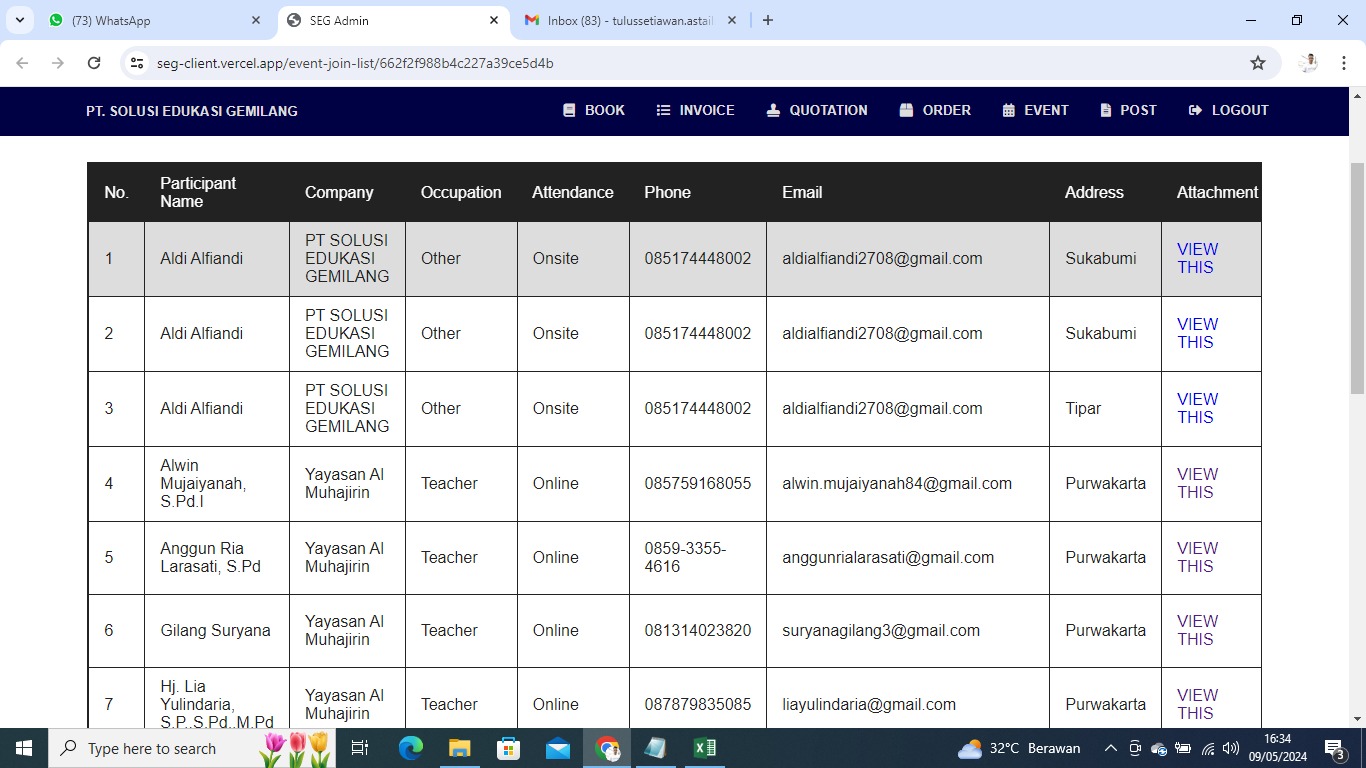 (73) WhatsApp
SEG Admin
Inbox (83) - tulussetiawan.astail
seg-client.vercel.app/event-join-list/662f2f988b4c227a39ce5d4b
PT. SOLUSI EDUKASI GEMILANG BOOK INVOICE QUOTATION ORDER EVENT POST LOGOUT
No. Participant Name Company Occupation Attendance Phone Email Address Attachment
1 Aldi Alfiandi PT SOLUSI EDUKASI GEMILANG Other Onsite 085174448002 aldialfiandi2708@gmail.com Sukabumi VIEW THIS
2 Aldi Alfiandi PT SOLUSI EDUKASI GEMILANG Other Onsite 085174448002 aldialfiandi2708@gmail.com Sukabumi VIEW THIS
3 Aldi Alfiandi PT SOLUSI EDUKASI GEMILANG Other Onsite 085174448002 aldialfiandi2708@gmail.com Tipar VIEW THIS
4 Alwin Mujaiyanah, S.Pd.I Yayasan Al Muhajirin Teacher Online 085759168055 alwin.mujaiyanah84@gmail.com Purwakarta VIEW THIS
5 Anggun Ria Larasati, S.Pd Yayasan Al Muhajirin Teacher Online 0859-3355-4616 anggunrialarasati@gmail.com Purwakarta VIEW THIS
6 Gilang Suryana Yayasan Al Muhajirin Teacher Online 081314023820 suryanagilang3@gmail.com Purwakarta VIEW THIS
7 Hj. Lia Yulindaria, S.P.,S.Pd.,M.Pd Yayasan Al Muhajirin Teacher Online 087879835085 liayulindaria@gmail.com Purwakarta VIEW THIS
Type here to search
32°C Berawan
16:34
09/05/2024
3